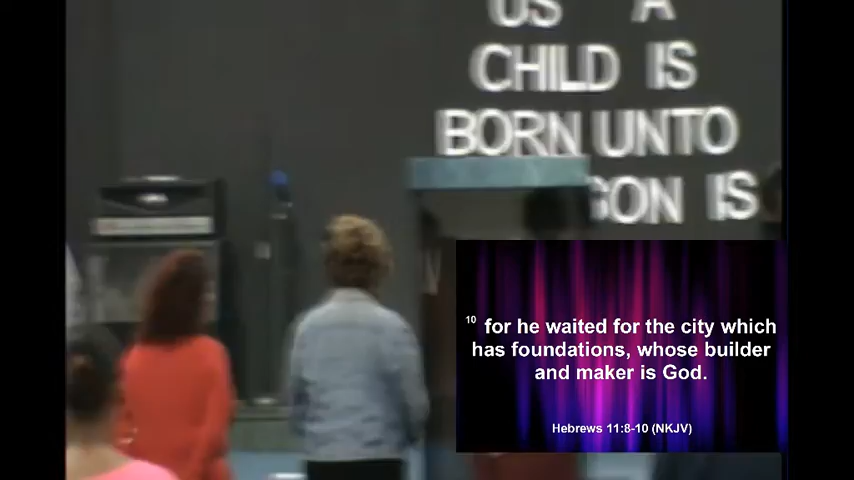 US A
CHILD IS
BORN UNTO
SON IS
10 for he waited for the city which
has foundations, whose builder
and maker is God.
Hebrews 11:8-10 (NKJV)